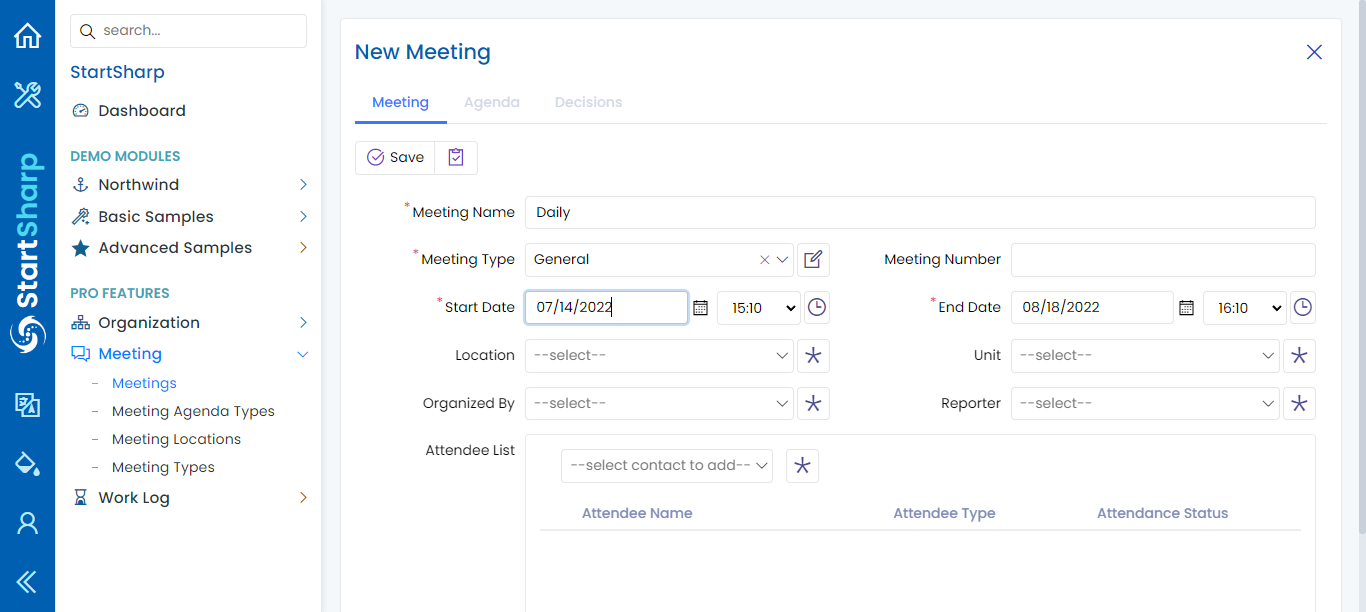 StartSharp
search...
StartSharp
Dashboard
DEMO MODULES
Northwind
Basic Samples
Advanced Samples
PRO FEATURES
Organization
Meeting
Meetings
Meeting Agenda Types
Meeting Locations
Meeting Types
Work Log
New Meeting
Meeting Agenda Decisions
Save
*Meeting Name Daily
*Meeting Type General Meeting Number
*Start Date 07/14/2022 15:10 *End Date 08/18/2022 16:10
Location --select-- Unit --select--
Organized By --select-- Reporter --select--
Attendee List --select contact to add--
Attendee Name Attendee Type Attendance Status